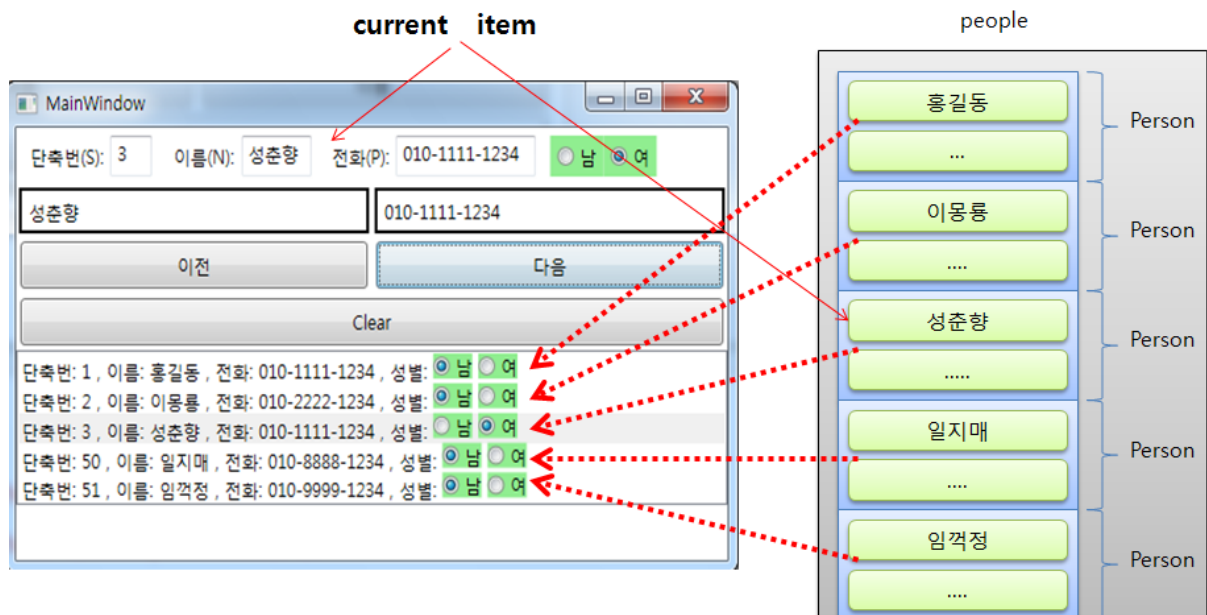 current item
people
MainWindow
단축번(S): 3 이름(N): 성춘향 전화(P): 010-1111-1234 남 여
성춘향 010-1111-1234
이전 다음
Clear
단축번: 1 , 이름: 홍길동 , 전화: 010-1111-1234 , 성별: 남 여
단축번: 2 , 이름: 이몽룡 , 전화: 010-2222-1234 , 성별: 남 여
단축번: 3 , 이름: 성춘향 , 전화: 010-1111-1234 , 성별: 남 여
단축번: 50 , 이름: 일지매 , 전화: 010-8888-1234 , 성별: 남 여
단축번: 51 , 이름: 임꺽정 , 전화: 010-9999-1234 , 성별: 남 여
홍길동
...
Person
이몽룡
....
Person
성춘향
.....
Person
일지매
....
Person
임꺽정
....
Person